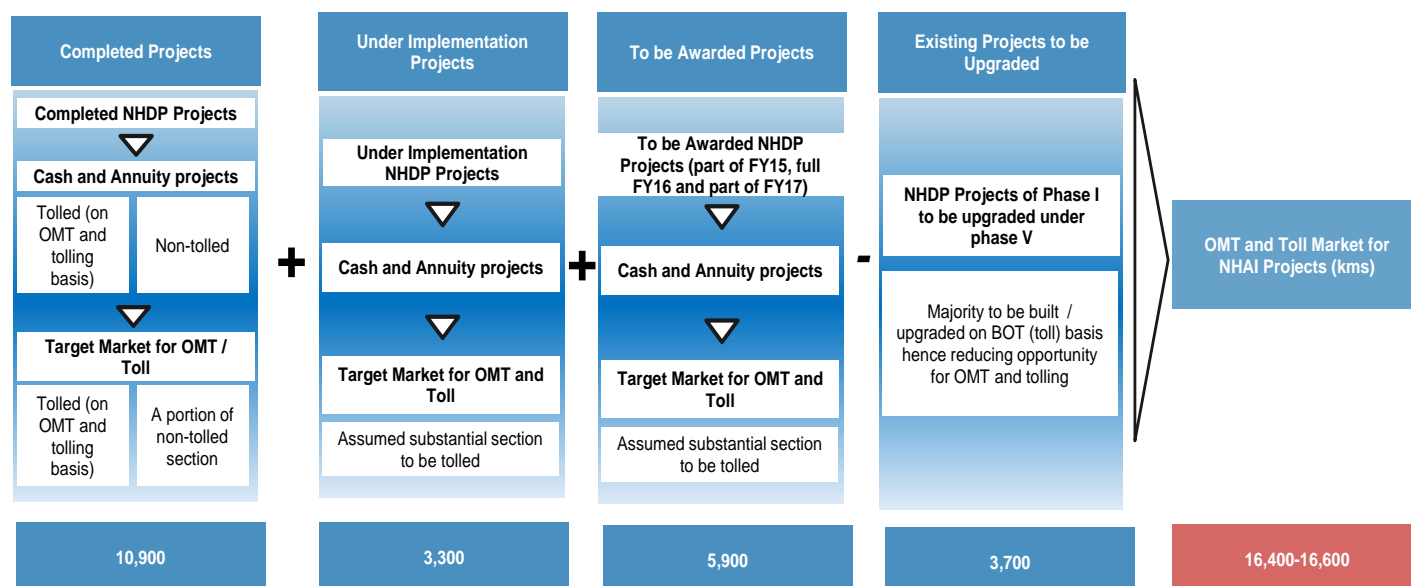 Completed Projects
Completed NHDP Projects
Cash and Annuity projects
Tolled (on
OMT and
tolling
basis)
Non-tolled
Target Market for OMT /
Toll
Tolled (on
OMT and
tolling
basis)
A portion of
non-tolled
section
10,900
+
Under Implementation
Projects
Under Implementation
NHDP Projects
Cash and Annuity projects
Target Market for OMT and
Toll
Assumed substantial section
to be tolled
3,300
+
To be Awarded Projects
To be Awarded NHDP
Projects (part of FY15, full
FY16 and part of FY17)
Cash and Annuity projects
Target Market for OMT and
Toll
Assumed substantial section
to be tolled
5,900
-
Existing Projects to be
Upgraded
NHDP Projects of Phase I
to be upgraded under
phase V
Majority to be built /
upgraded on BOT (toll) basis
hence reducing opportunity
for OMT and tolling
3,700
OMT and Toll Market for
NHAI Projects (kms)
16,400-16,600